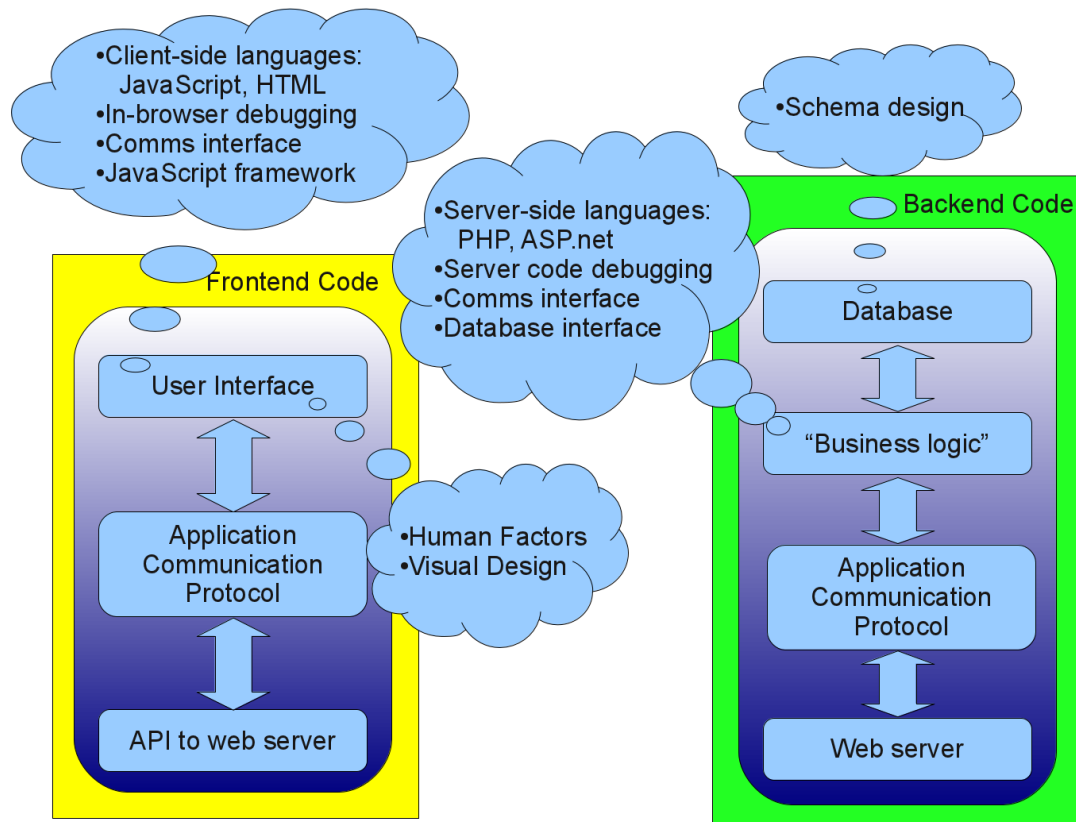 •Client-side languages:
JavaScript, HTML
•In-browser debugging
•Comms interface
•JavaScript framework
•Schema design
•Server-side languages:
PHP, ASP.net
•Server code debugging
•Comms interface
•Database interface
Frontend Code
User Interface
Application
Communication
Protocol
API to web server
•Human Factors
•Visual Design
Backend Code
Database
“Business logic”
Application
Communication
Protocol
Web server